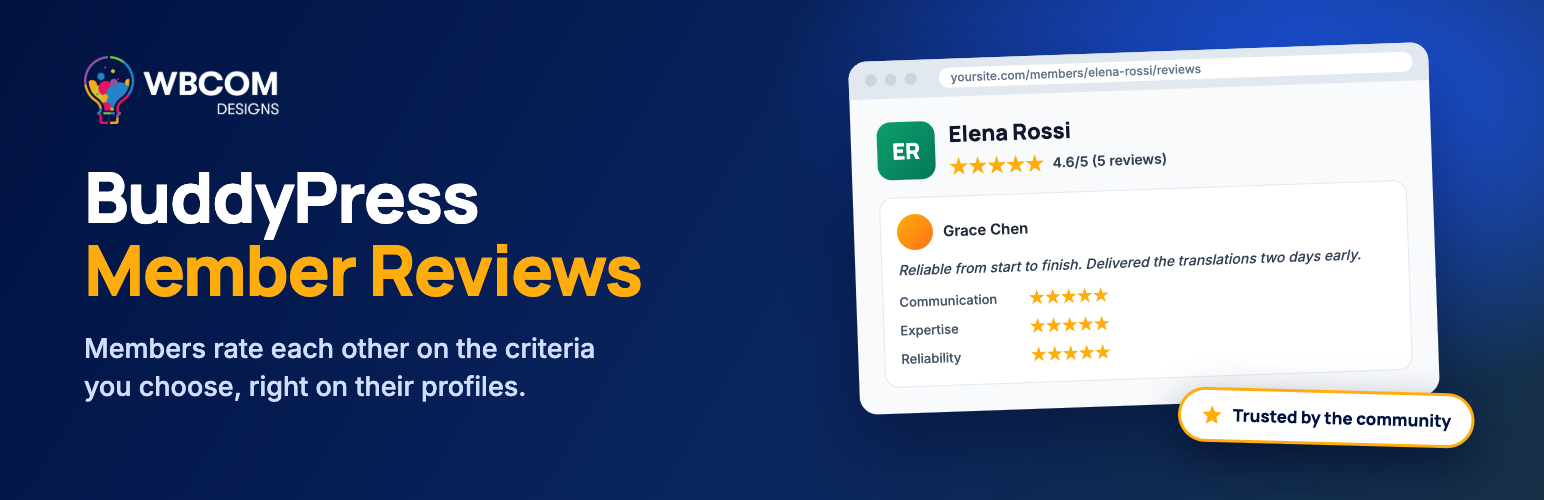 WBCOM
DESIGNS
BuddyPress
Member Reviews
Members rate each other on the criteria
you choose, right on their profiles.
yoursite.com/members/elena-rossi/reviews
ER
Elena Rossi
4.6/5 (5 reviews)
Grace Chen
Reliable from start to finish. Delivered the translations two days early.
Communication
Expertise
Reliability
Trusted by the community